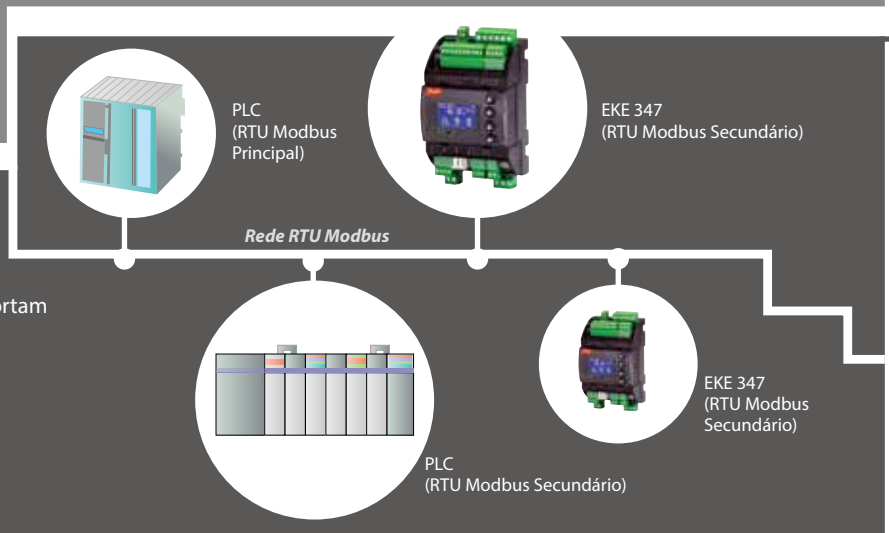 PLC
(RTU Modbus
Principal)
EKE 347
(RTU Modbus Secundário)
Rede RTU Modbus
rtam
EKE 347
(RTU Modbus
Secundário)
PLC
(RTU Modbus Secundário)